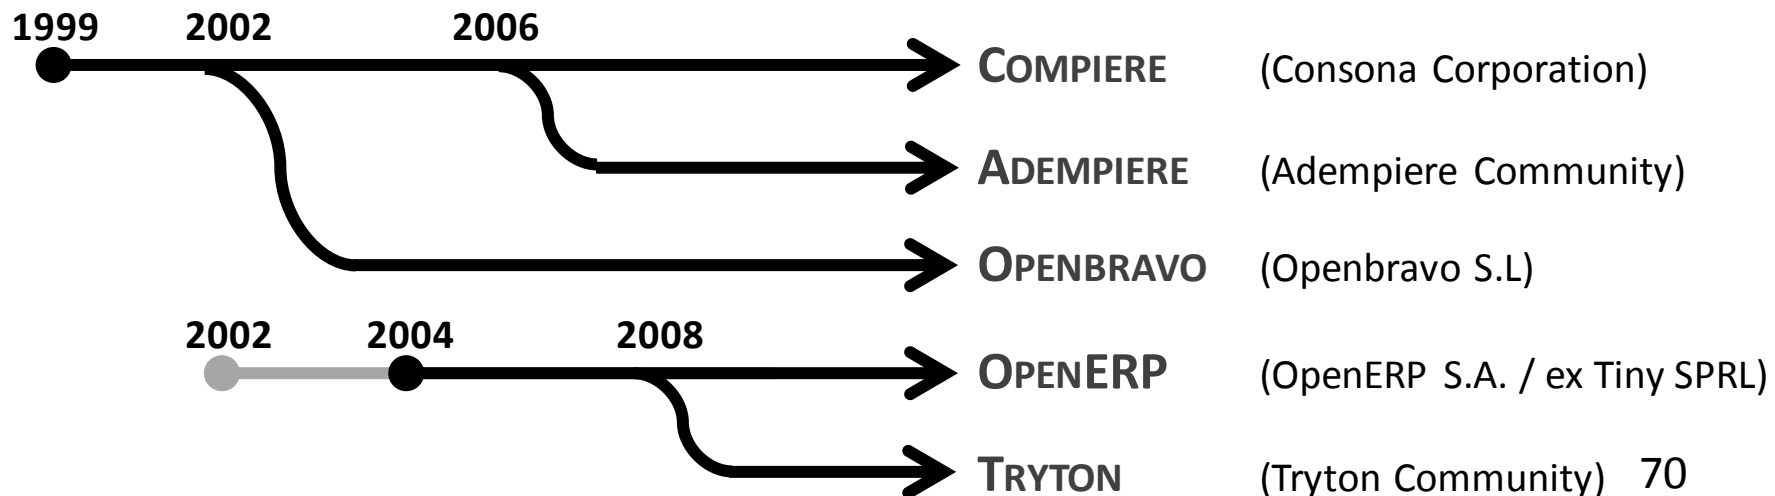 1999 2002 2006
COMPIERE (Consona Corporation)
ADEMPIERE (Adempiere Community)
OPENBRAVO (Openbravo S.L)
2002 2004 2008
OPENERP (OpenERP S.A. / ex Tiny SPRL)
TRYTON (Tryton Community) 70